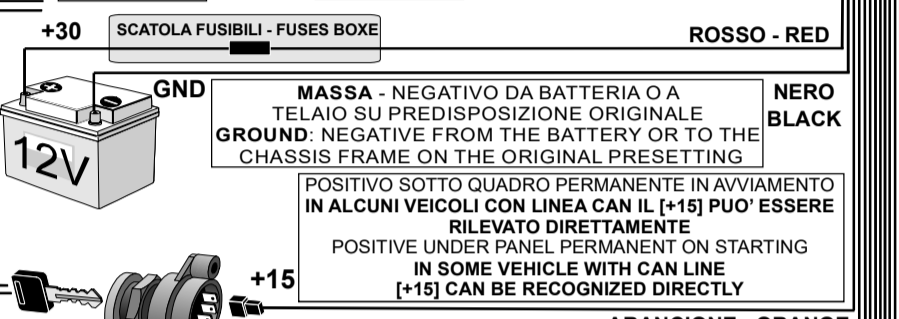 +30
SCATOLA FUSIBILI - FUSES BOXE
ROSSO - RED
GND
12V
MASSA - NEGATIVO DA BATTERIA O A
TELAIO SU PREDISPOSIZIONE ORIGINALE
GROUND: NEGATIVE FROM THE BATTERY OR TO THE
CHASSIS FRAME ON THE ORIGINAL PRESETTING
NERO
BLACK
POSITIVO SOTTO QUADRO PERMANENTE IN AVVIAMENTO
IN ALCUNI VEICOLI CON LINEA CAN IL [+15] PUO' ESSERE
RILEVATO DIRETTAMENTE
POSITIVE UNDER PANEL PERMANENT ON STARTING
IN SOME VEHICLE WITH CAN LINE
[+15] CAN BE RECOGNIZED DIRECTLY
+15
ARANCIONE - ORANGE